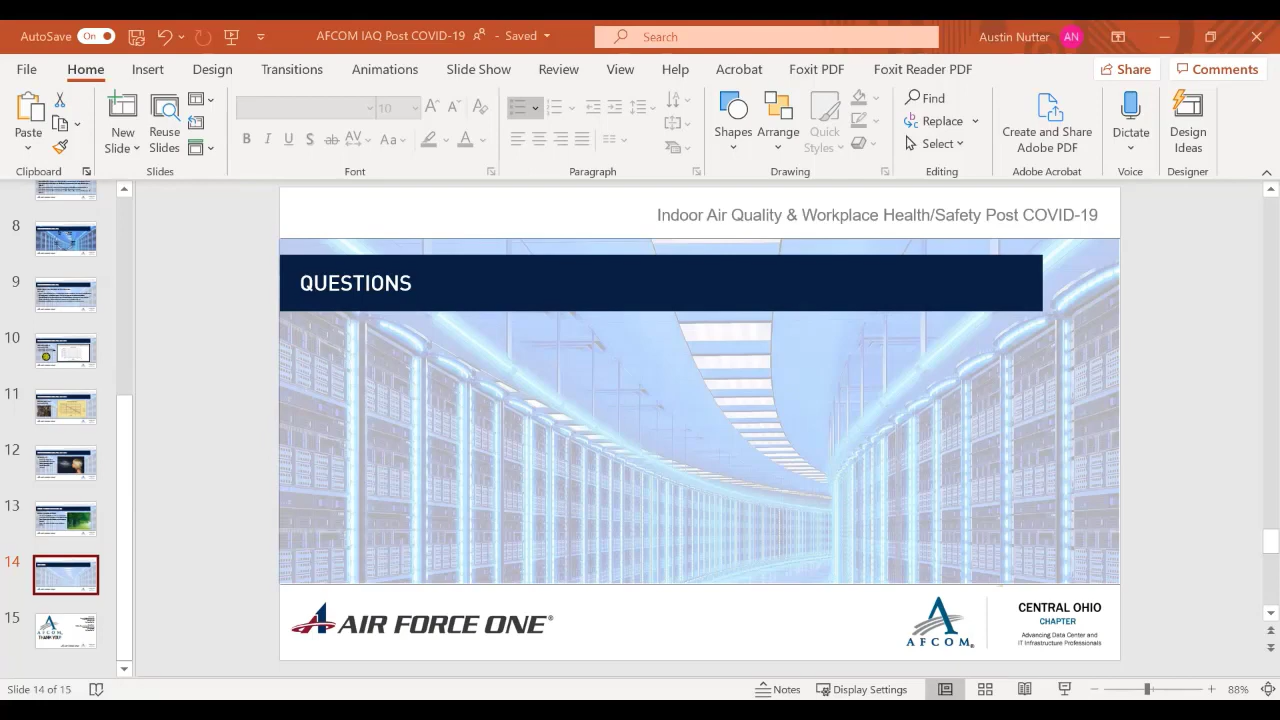 AutoSave On AFCOM IAQ Post COVID-19 - Saved Search Austin Nutter AN
File Home Insert Design Transitions Animations Slide Show Review View Help Acrobat Foxit PDF Foxit Reader PDF Share Comments
Paste New Slide Reuse Slides 10 Shapes Arrange Quick Styles Find Replace Select Create and Share Adobe PDF Dictate Design Ideas
Clipboard Slides Font Paragraph Drawing Editing Adobe Acrobat Voice Designer
8
9
10
11
12
13
14
15
THANK YOU!
Indoor Air Quality & Workplace Health/Safety Post COVID-19
QUESTIONS
AIR FORCE ONE®
AFCOM®
CENTRAL OHIO
CHAPTER
Advancing Data Center and
IT Infrastructure Professionals
Slide 14 of 15 Notes Display Settings 88%